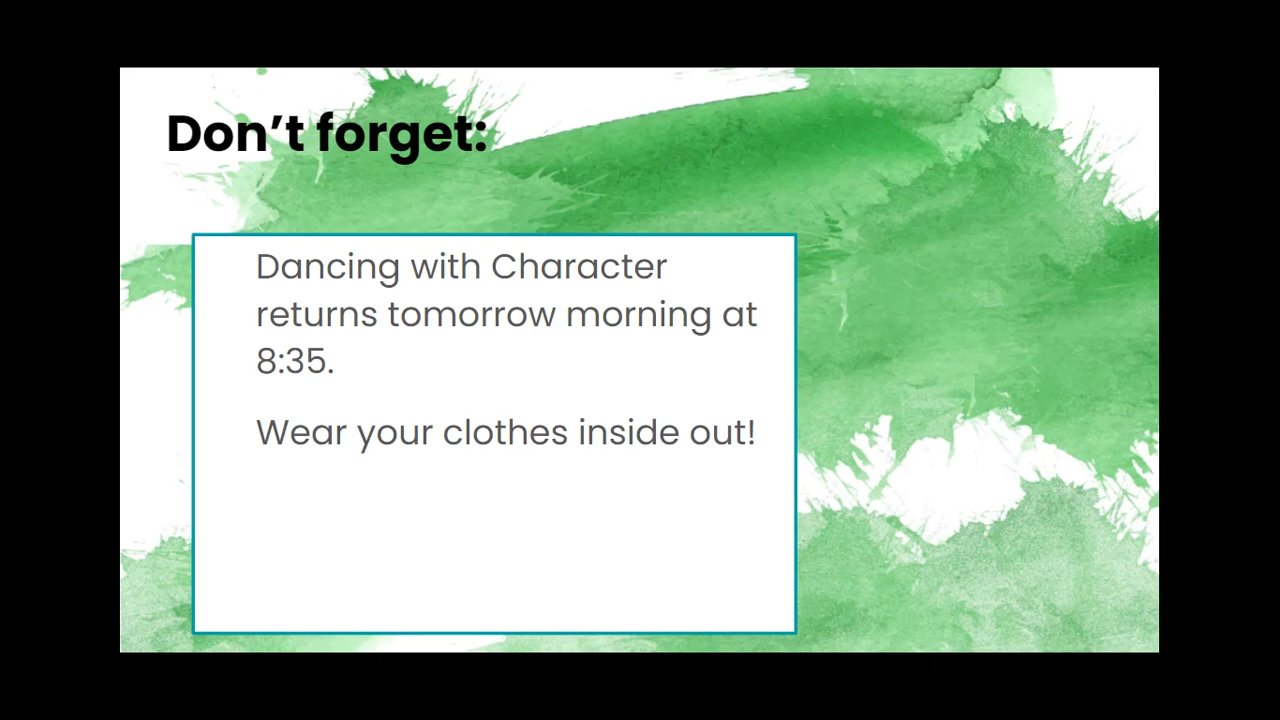 Don’t forget:
Dancing with Character
returns tomorrow morning at
8:35.
Wear your clothes inside out!